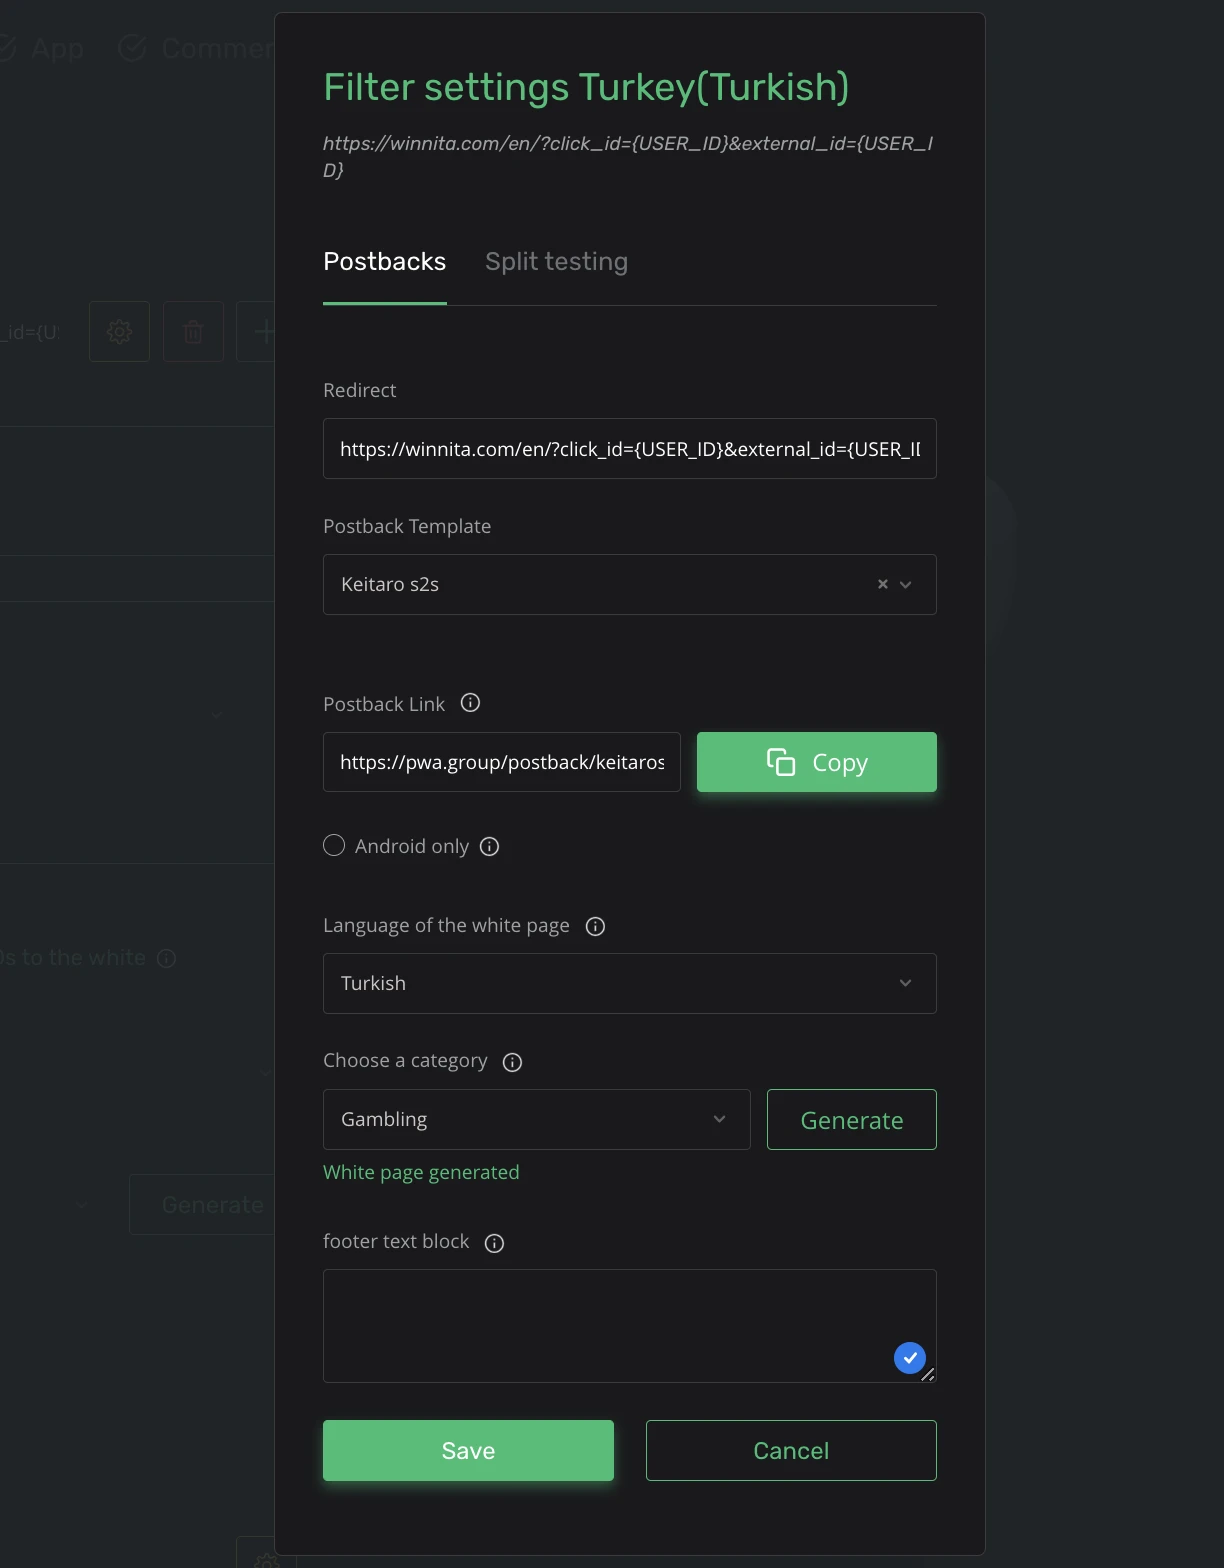 App
Commer
Filter settings Turkey(Turkish)
https://winnita.com/en/?click_id={USER_ID}&external_id={USER_I
D}
Postbacks
Split testing
_id={U
Redirect
https://winnita.com/en/?click_id={USER_ID}&external_id={USER_ID
Postback Template
Keitaro s2s
Postback Link
https://pwa.group/postback/keitaros
Copy
Android only
Language of the white page
s to the white
Turkish
Choose a category
Gambling
Generate
White page generated
Generate
footer text block
Save
Cancel